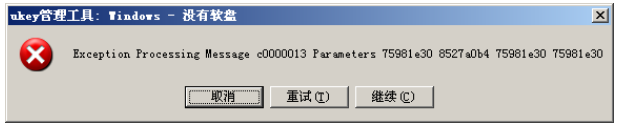 ukey管理工具: Windows - 没有软盘
Exception Processing Message c0000013 Parameters 75981e30 8527a0b4 75981e30 75981e30
取消 重试(T) 继续(C)